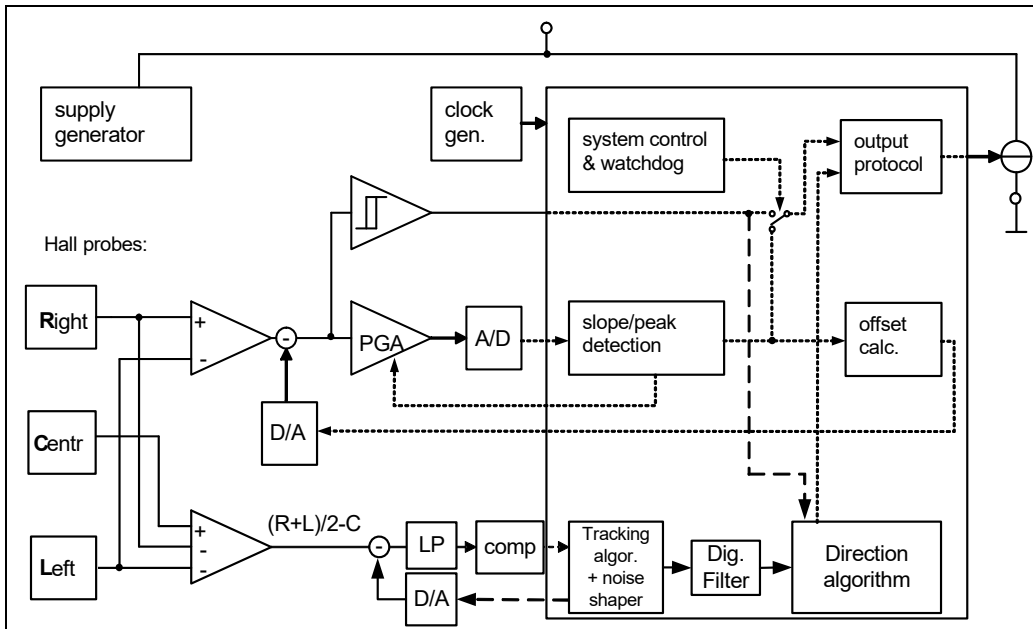 supply
generator
clock
gen.
system control
& watchdog
output
protocol
Hall probes:
Right
+
-
-
PGA
A/D
slope/peak
detection
offset
calc.
D/A
Centr
Left
+
-
-
(R+L)/2-C
-
LP
comp
D/A
Tracking
algor.
+ noise
shaper
Dig.
Filter
Direction
algorithm